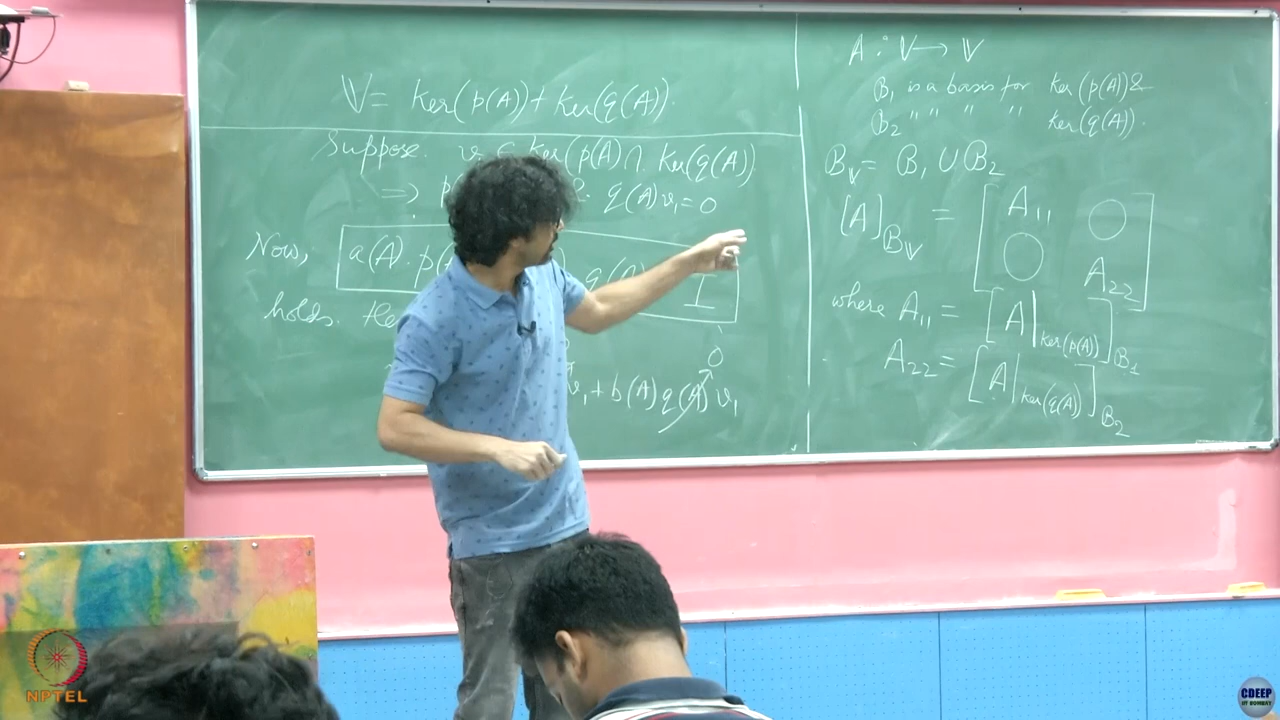 𝕍 = ker(p(A)) + ker(q(A)).
Suppose v ∈ ker(p(A) ∩ ker(q(A))
⟹ & q(A)v₁ = 0
Now, a(A)·p( q( I
holds. the
v₁ + b(A)q(A)v₁ 0
A : 𝕍 → 𝕍
B₁ is a basis for ker(p(A)) &
B₂ " " " " ker(q(A)).
B_𝕍 = B₁ ∪ B₂
[A]_{B_𝕍} = [ A₁₁ 0
0 A₂₂ ]
where A₁₁ = [A|_{ker(p(A))}]_{B₁}
A₂₂ = [A|_{ker(q(A))}]_{B₂}
NPTEL
CDEEP
IIT BOMBAY